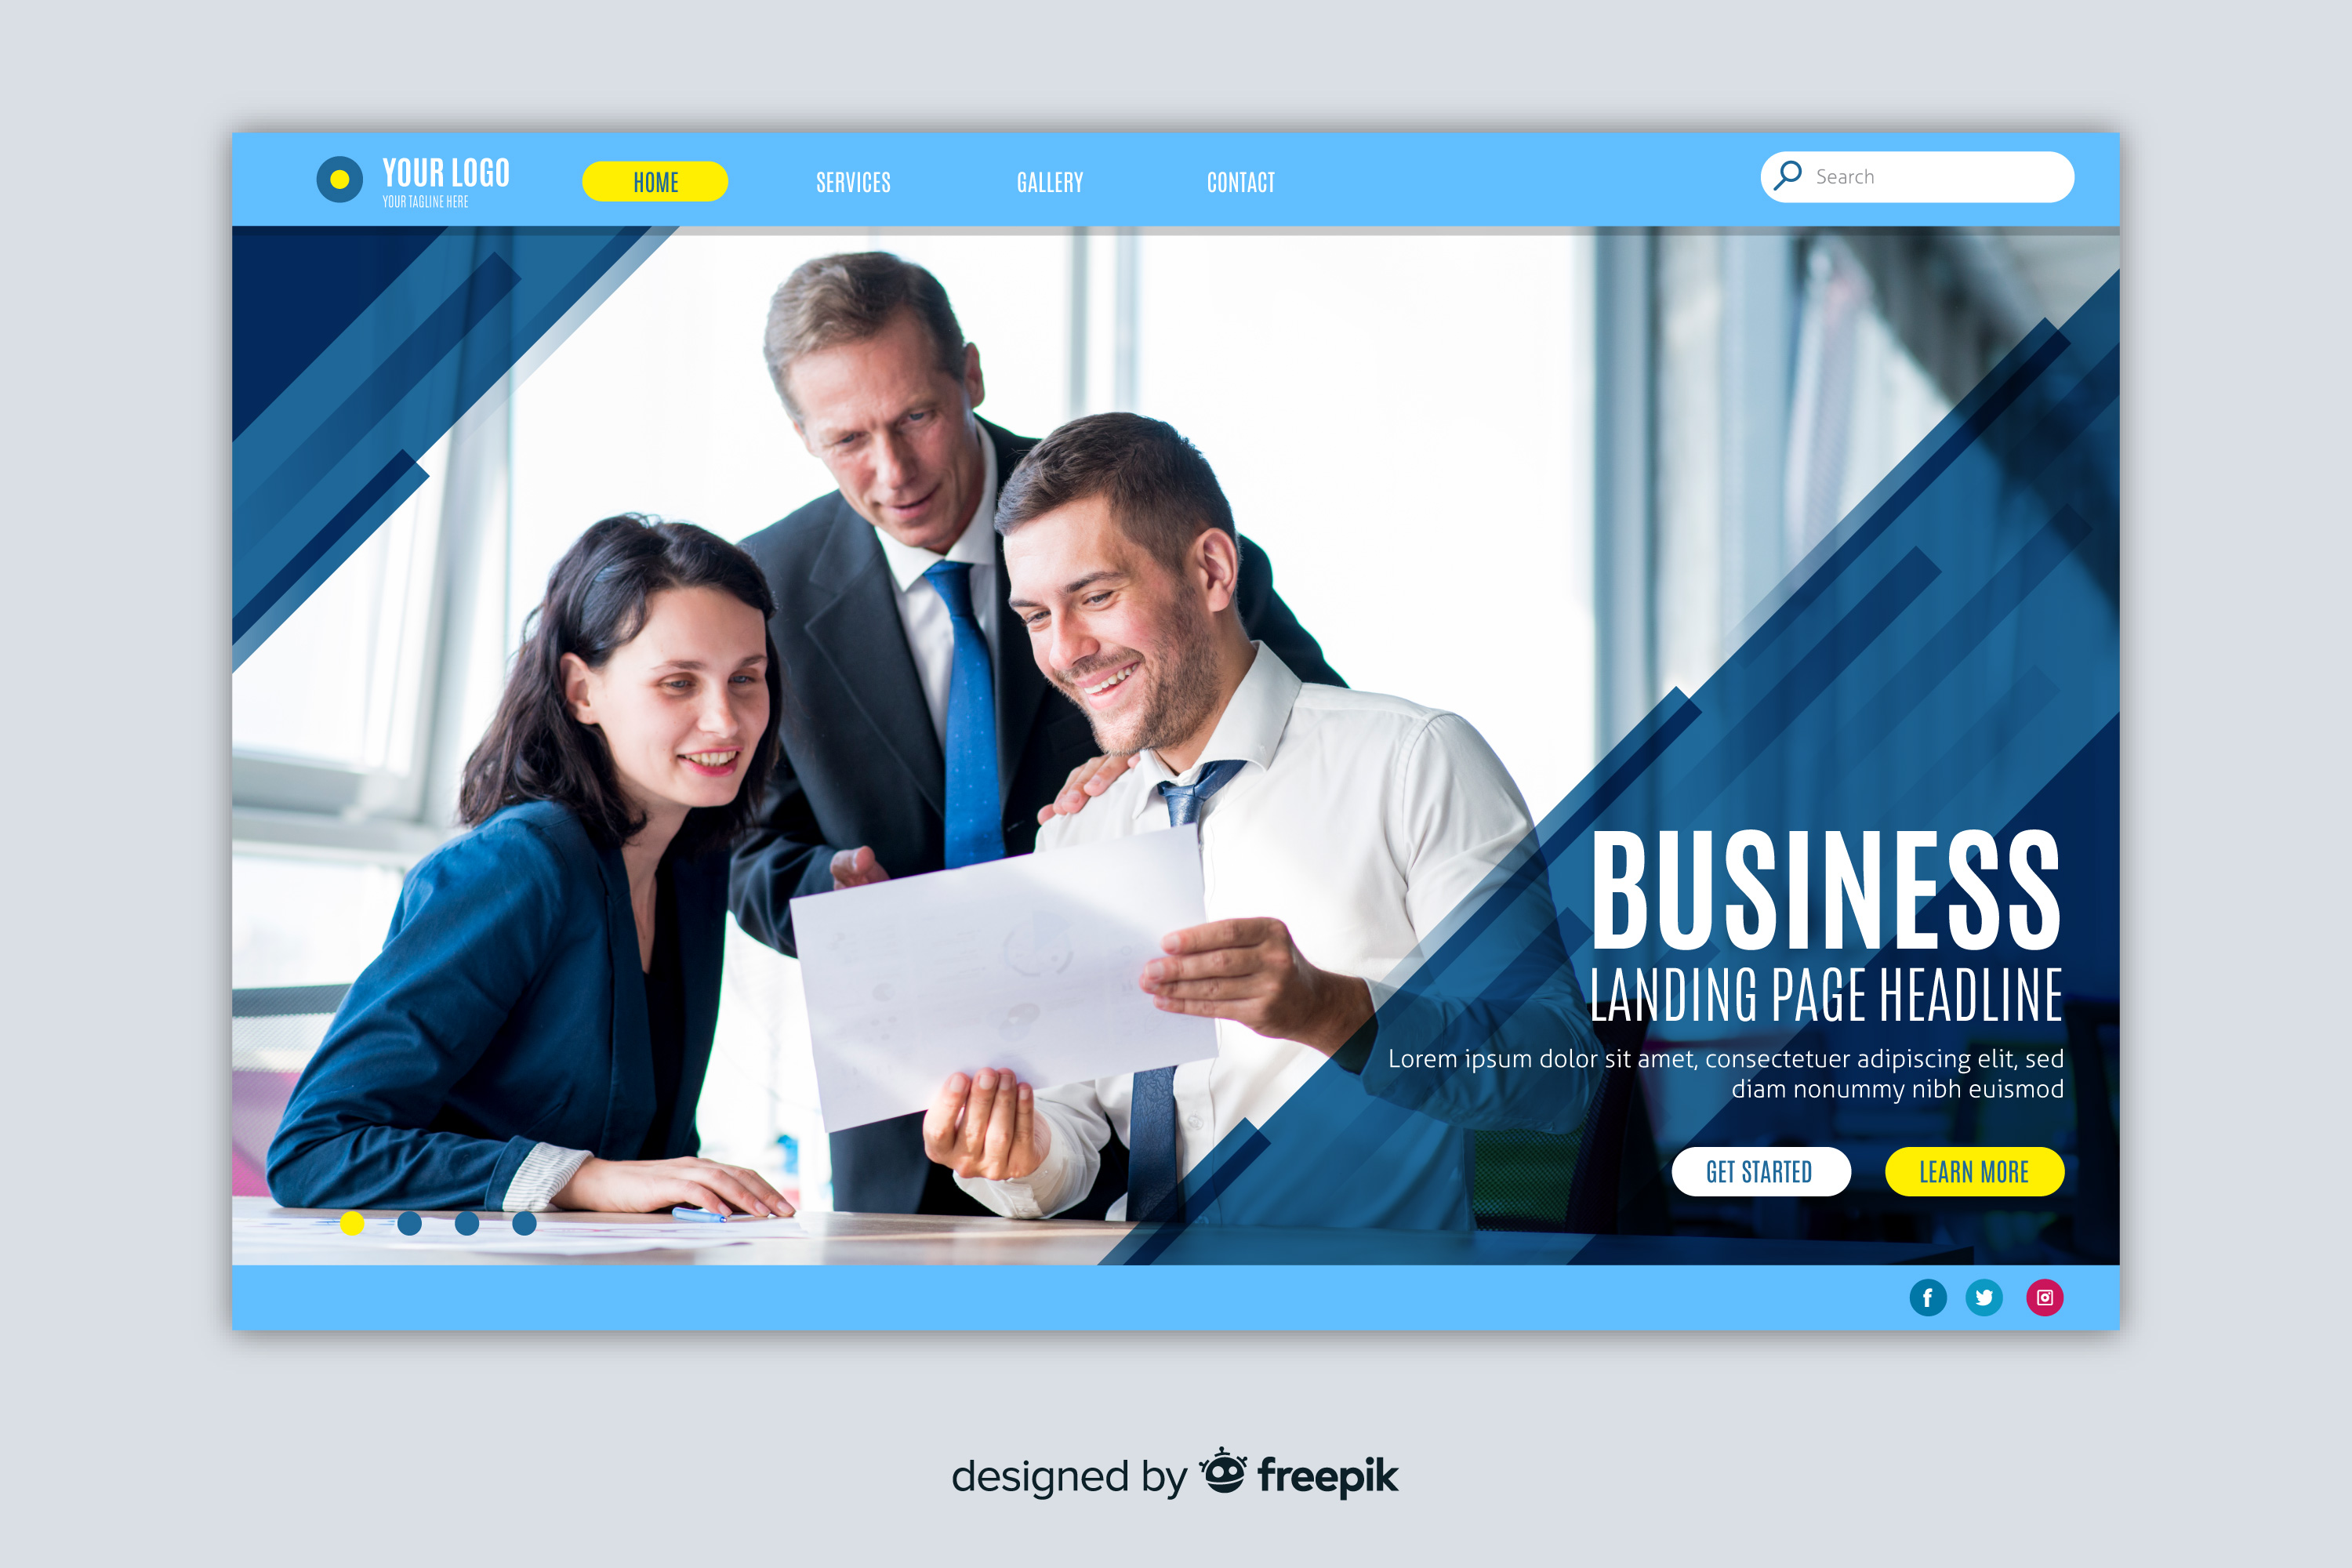 YOUR LOGO
YOUR TAGLINE HERE
HOME
SERVICES
GALLERY
CONTACT
Search
BUSINESS
LANDING PAGE HEADLINE
Lorem ipsum dolor sit amet, consectetuer adipiscing elit, sed
diam nonummy nibh euismod
GET STARTED
LEARN MORE
designed by freepik